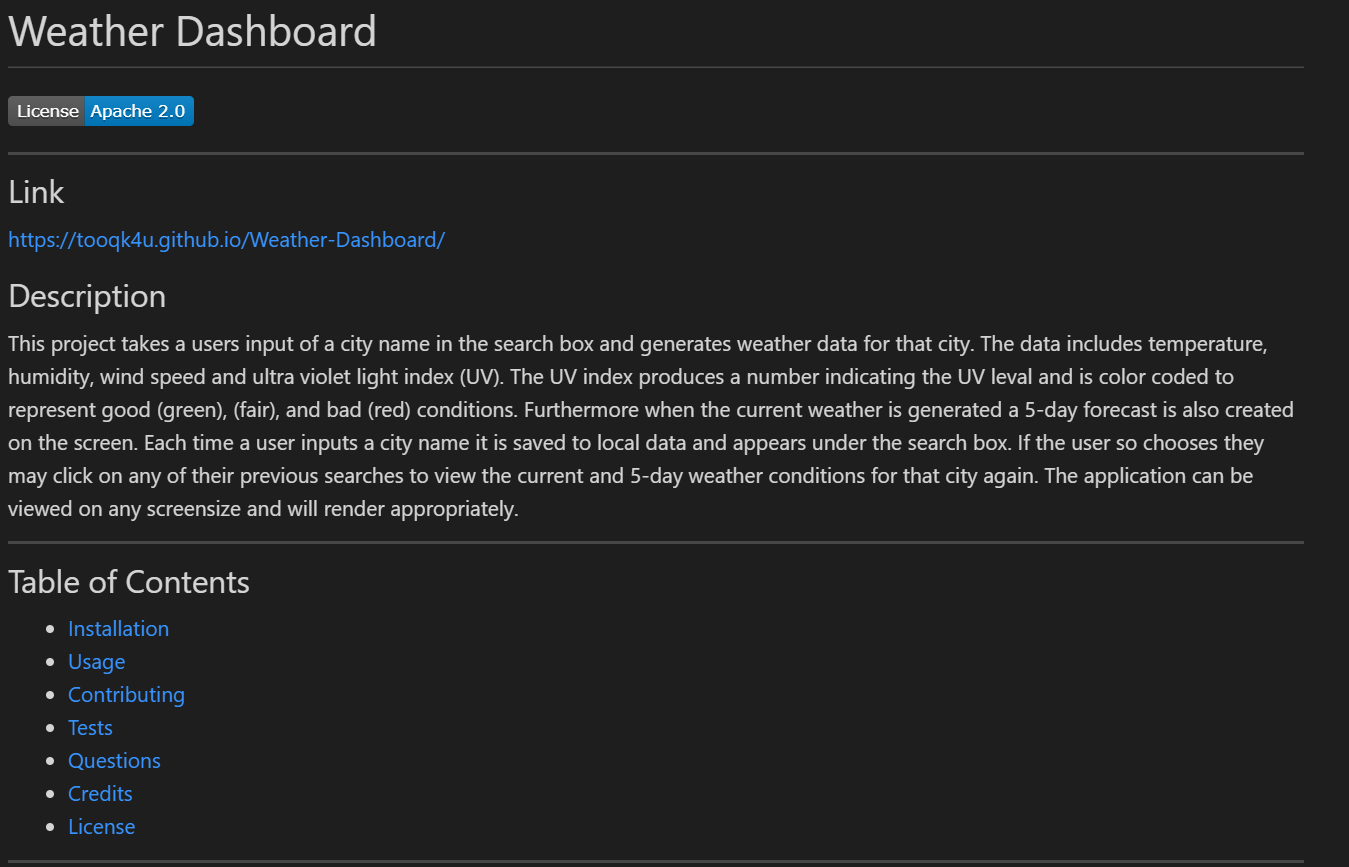 Weather Dashboard
License Apache 2.0
Link
https://tooqk4u.github.io/Weather-Dashboard/
Description
This project takes a users input of a city name in the search box and generates weather data for that city. The data includes temperature,
humidity, wind speed and ultra violet light index (UV). The UV index produces a number indicating the UV leval and is color coded to
represent good (green), (fair), and bad (red) conditions. Furthermore when the current weather is generated a 5-day forecast is also created
on the screen. Each time a user inputs a city name it is saved to local data and appears under the search box. If the user so chooses they
may click on any of their previous searches to view the current and 5-day weather conditions for that city again. The application can be
viewed on any screensize and will render appropriately.
Table of Contents
Installation
Usage
Contributing
Tests
Questions
Credits
License